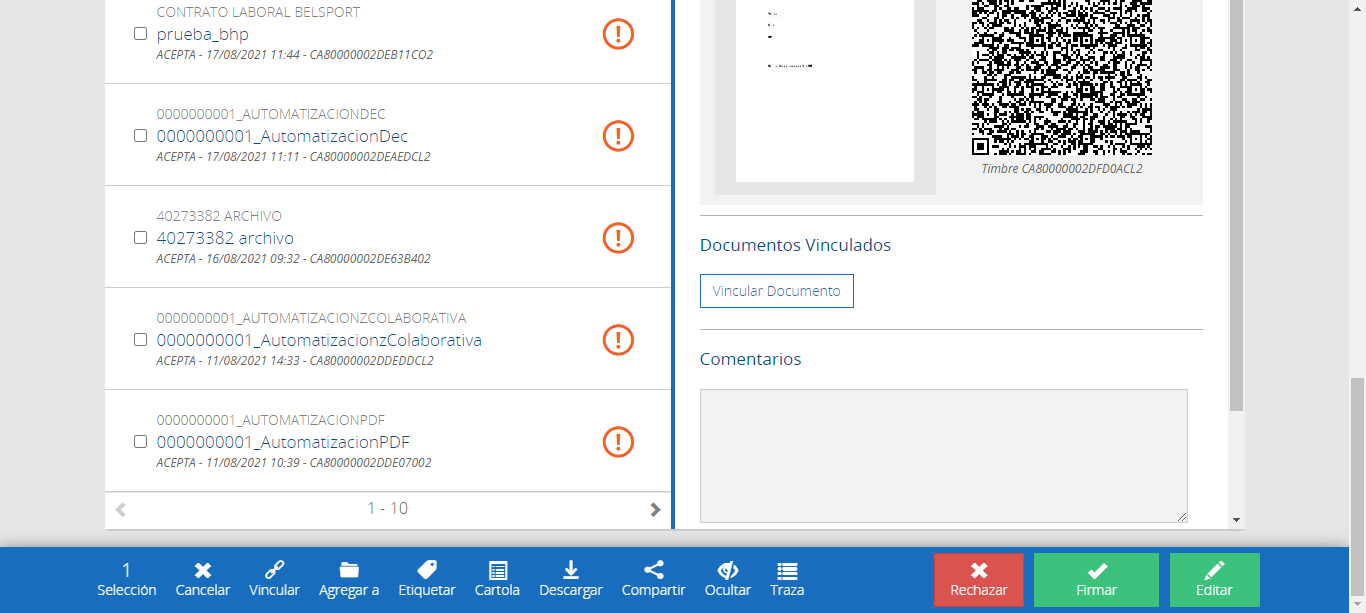 CONTRATO LABORAL BELSPORT
prueba_bhp
ACEPTA - 17/08/2021 11:44 - CA80000002DEB11CO2
0000000001_AUTOMATIZACIONDEC
0000000001_AutomatizacionDec
ACEPTA - 17/08/2021 11:11 - CA80000002DEAEDCL2
40273382 ARCHIVO
40273382 archivo
ACEPTA - 16/08/2021 09:32 - CA80000002DE63B402
0000000001_AUTOMATIZACIONZCOLABORATIVA
0000000001_AutomatizacionzColaborativa
ACEPTA - 11/08/2021 14:33 - CA80000002DDEDDCL2
0000000001_AUTOMATIZACIONPDF
0000000001_AutomatizacionPDF
ACEPTA - 11/08/2021 10:39 - CA80000002DDE07002
1 - 10
Timbre CA80000002DFD0ACL2
Documentos Vinculados
Vincular Documento
Comentarios
1
Selección
Cancelar
Vincular
Agregar a
Etiquetar
Cartola
Descargar
Compartir
Ocultar
Traza
Rechazar
Firmar
Editar